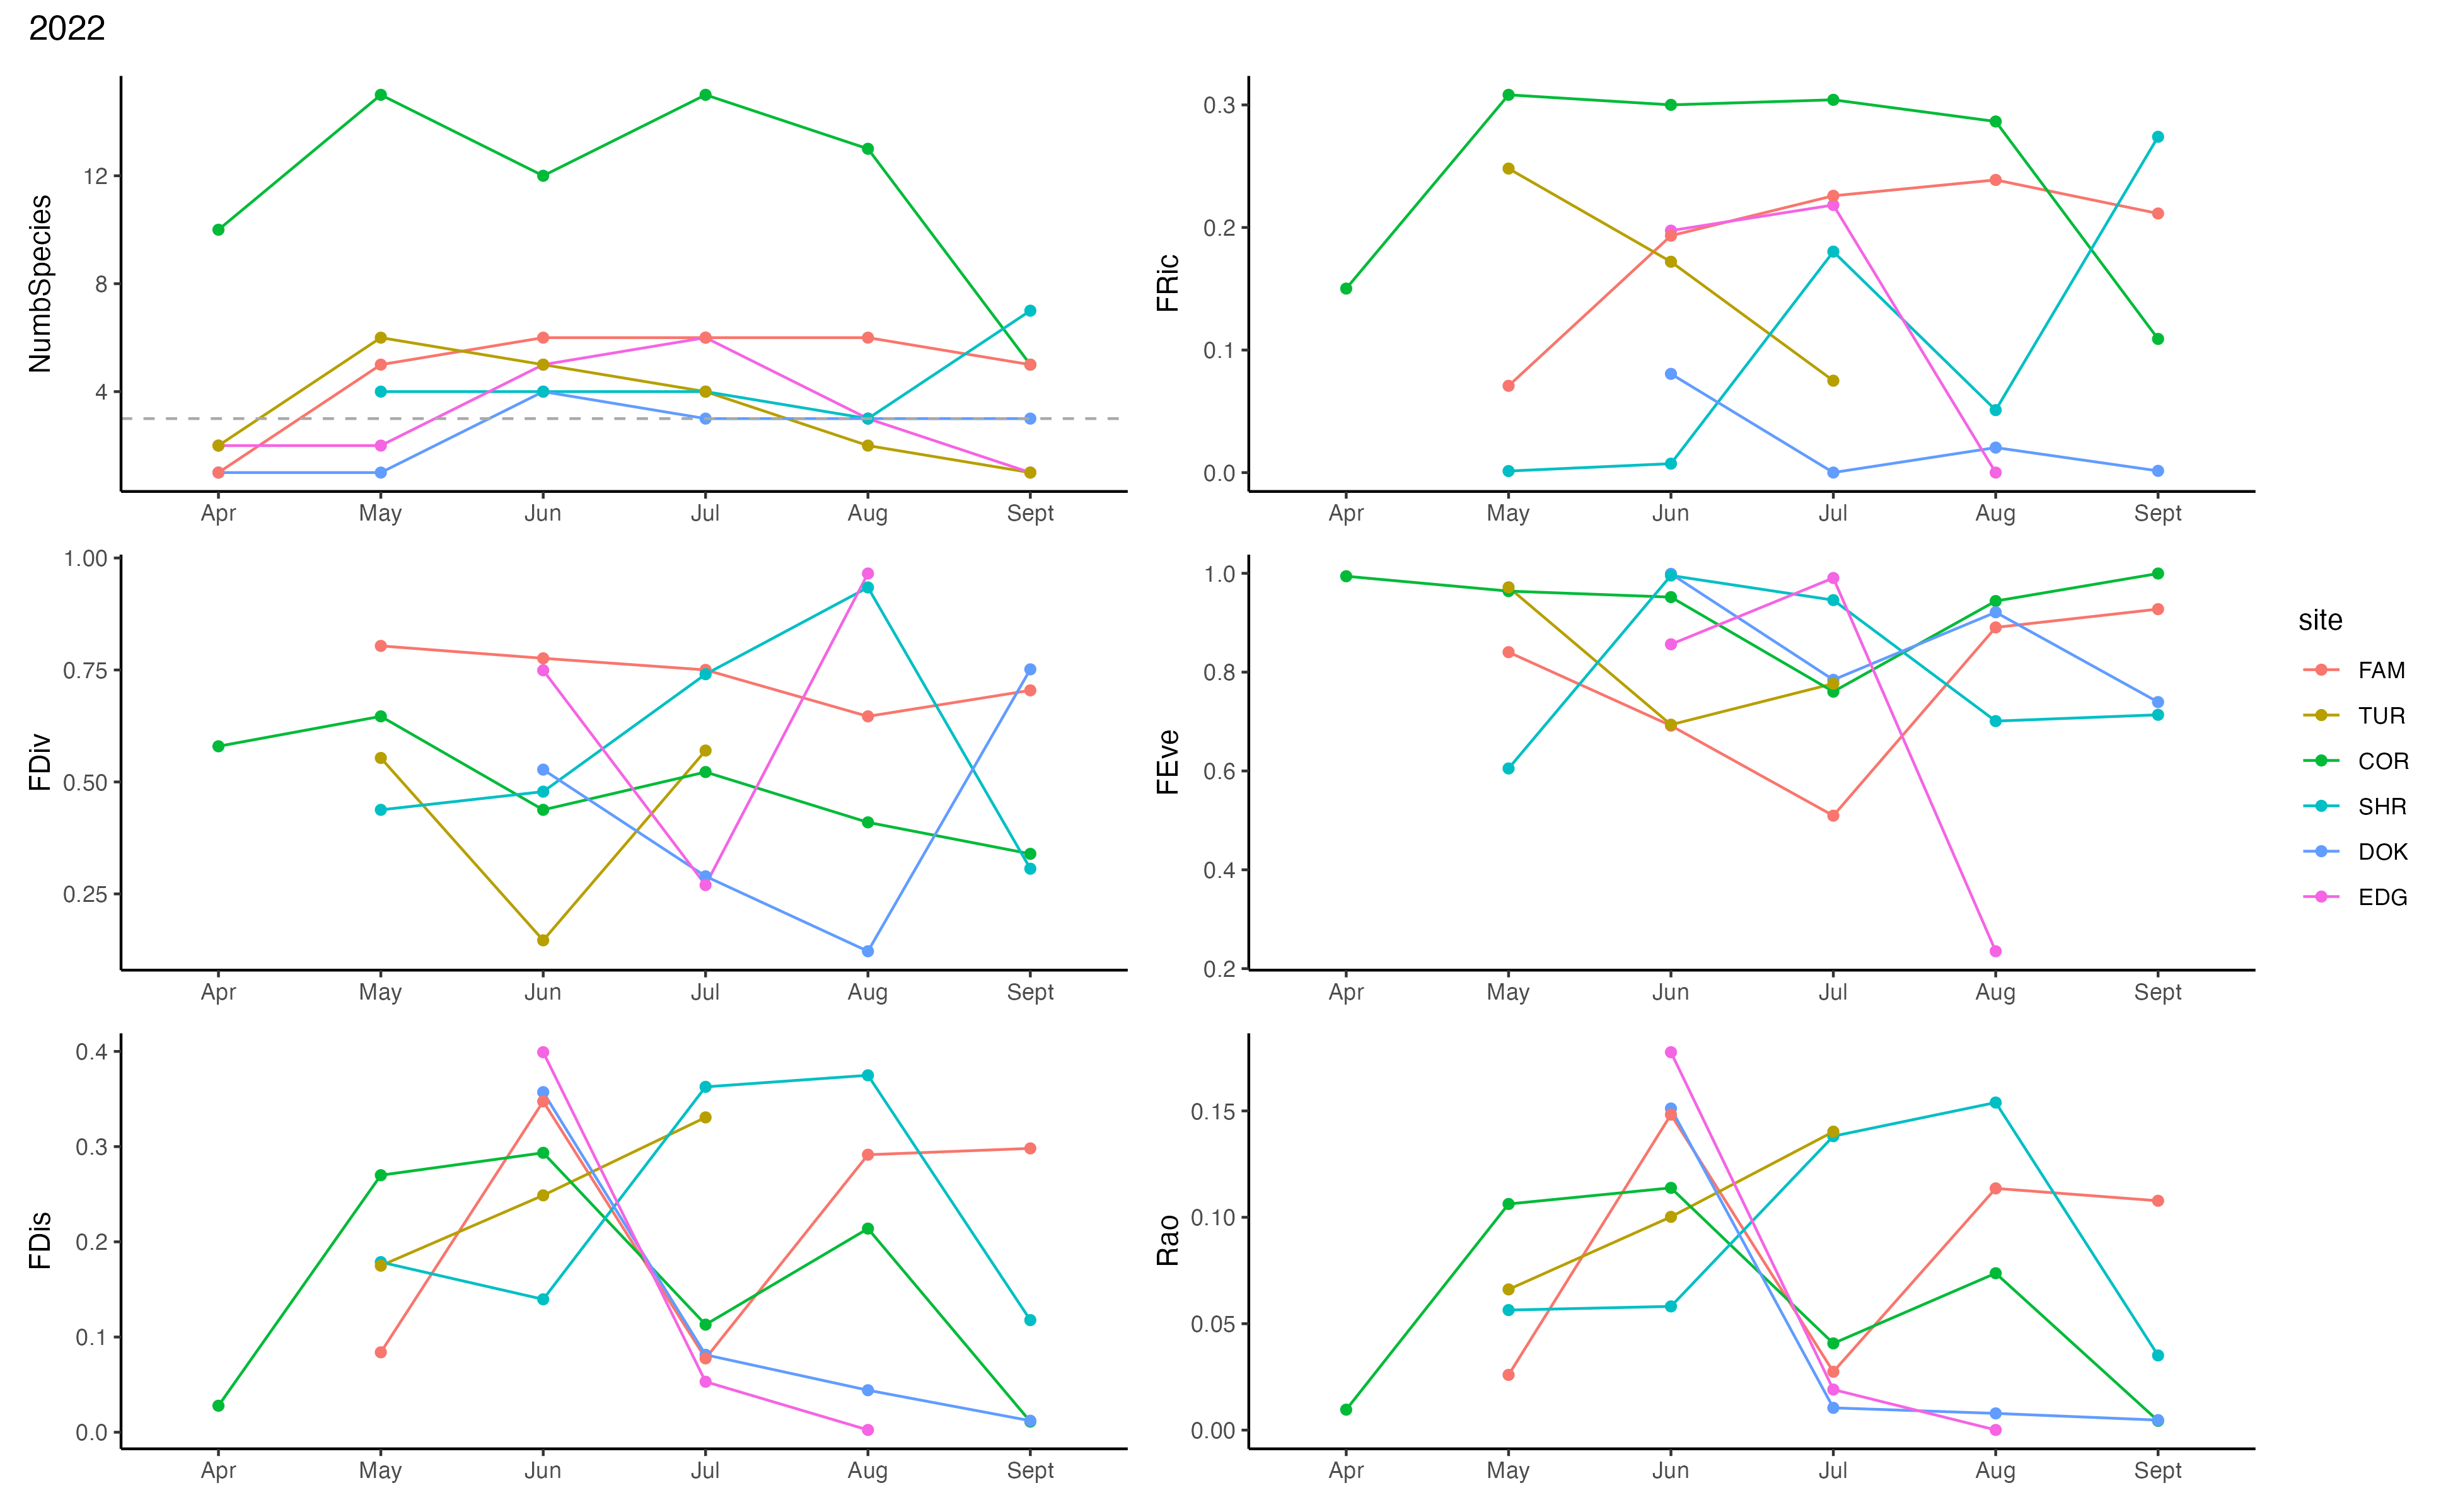 2022
NumbSpecies
12
8
4
Apr May Jun Jul Aug Sept
FRic
0.3
0.2
0.1
0.0
Apr May Jun Jul Aug Sept
FDiv
1.00
0.75
0.50
0.25
Apr May Jun Jul Aug Sept
FEve
1.0
0.8
0.6
0.4
0.2
Apr May Jun Jul Aug Sept
site
FAM
TUR
COR
SHR
DOK
EDG
FDis
0.4
0.3
0.2
0.1
0.0
Apr May Jun Jul Aug Sept
Rao
0.15
0.10
0.05
0.00
Apr May Jun Jul Aug Sept